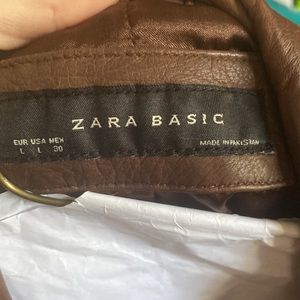 ZARA BASIC
EUR USA MEX
L L 30
MADE IN PAKISTAN